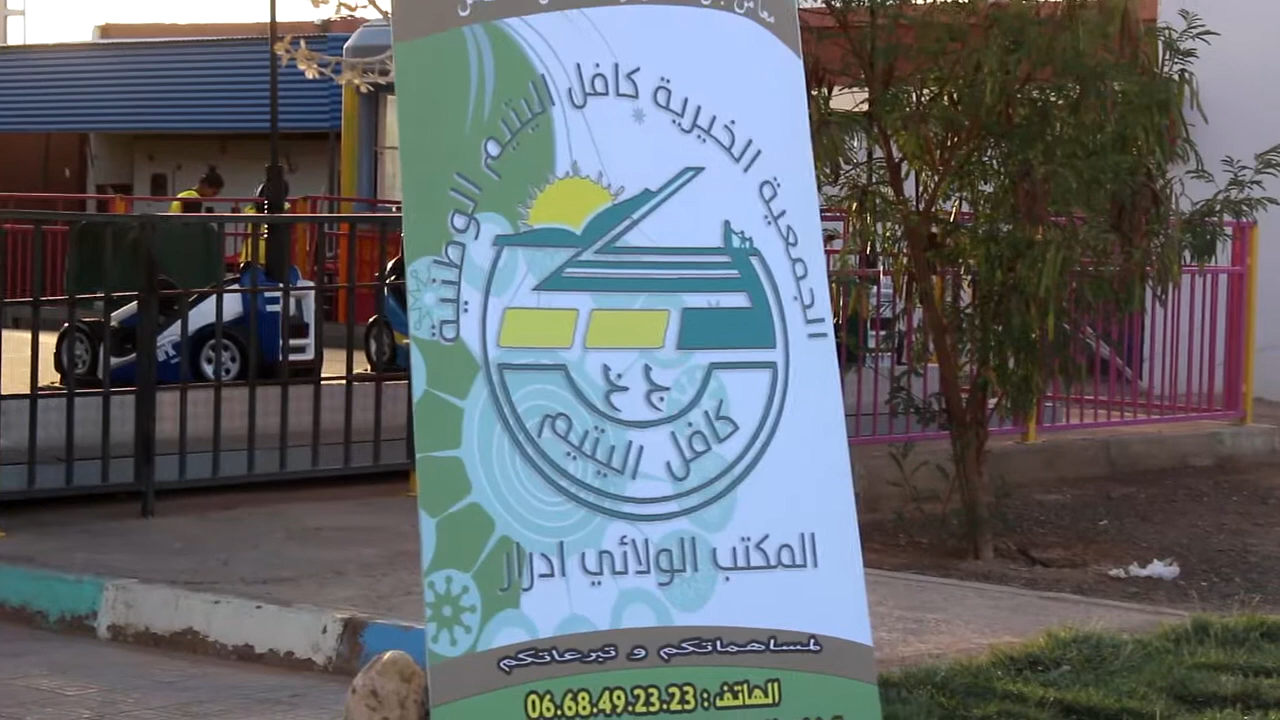 الجمعية الخيرية كافل اليتيم الوطنية
ج خ
كافل اليتيم
المكتب الولائي ادرار
لمساهماتكم و تبرعاتكم
الهاتف : 06.68.49.23.23